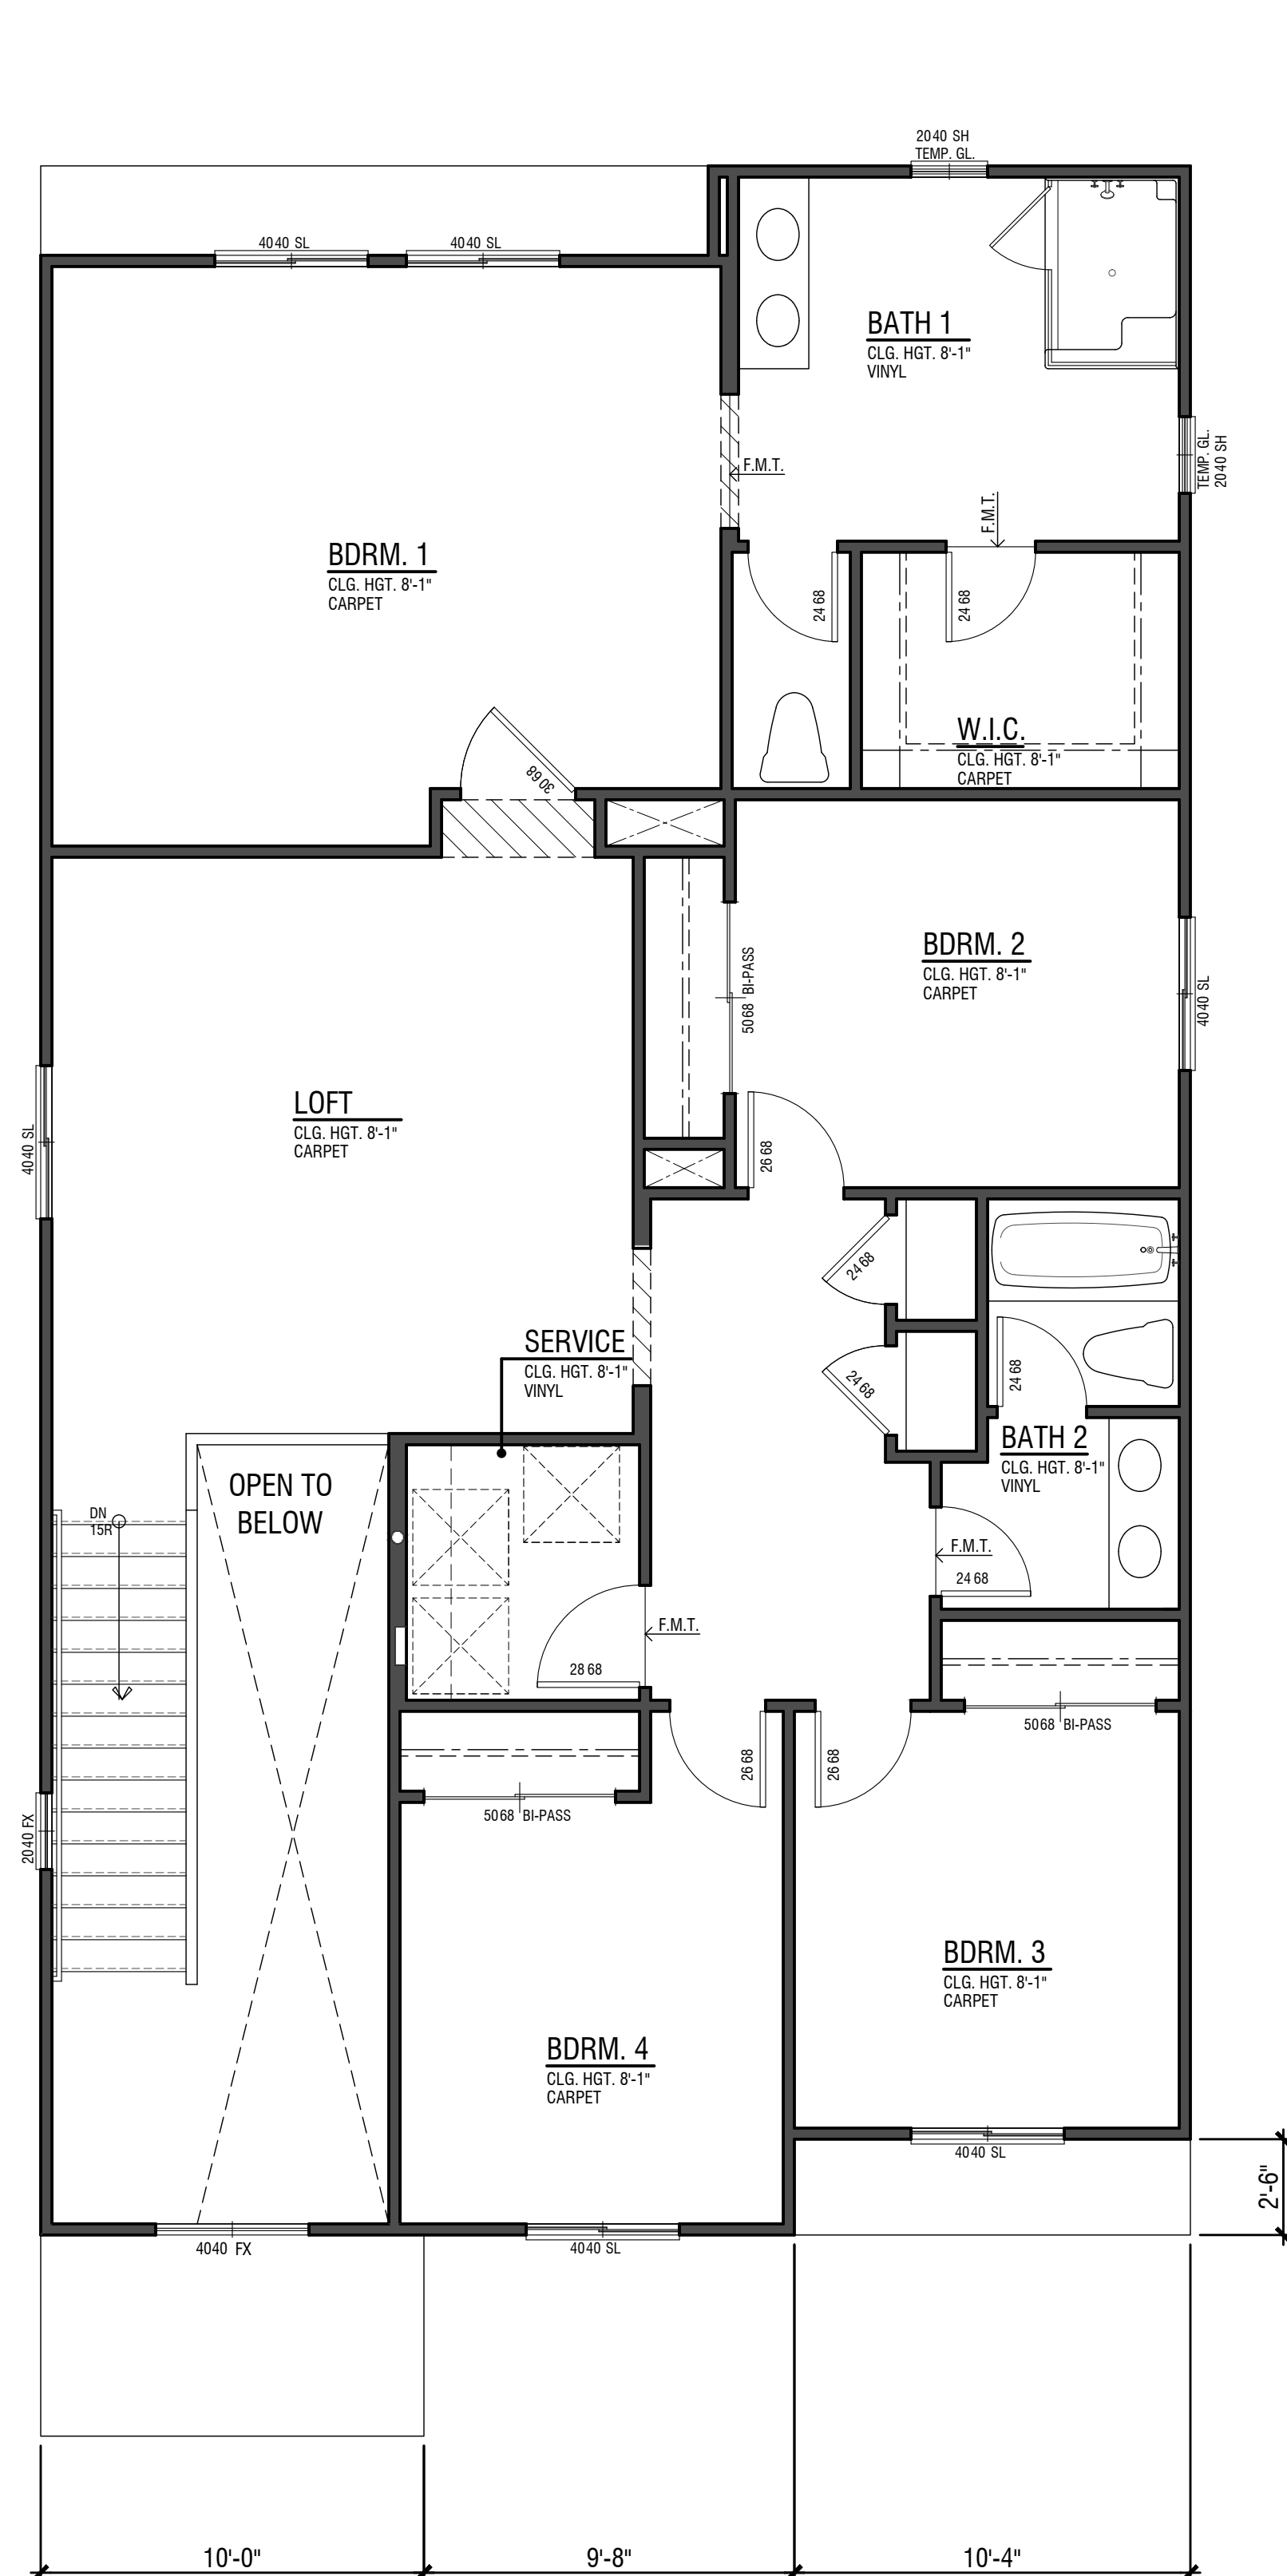 2040 SH
TEMP. GL.
4040 SL
4040 SL
BATH 1
CLG. HGT. 8'-1"
VINYL
TEMP. GL.
2040 SH
F.M.T.
F.M.T.
BDRM. 1
CLG. HGT. 8'-1"
CARPET
24 68
24 68
W.I.C.
CLG. HGT. 8'-1"
CARPET
30 68
BDRM. 2
CLG. HGT. 8'-1"
CARPET
5068 BI-PASS
4040 SL
LOFT
CLG. HGT. 8'-1"
CARPET
4040 SL
26 68
24 68
SERVICE
CLG. HGT. 8'-1"
VINYL
24 68
24 68
BATH 2
CLG. HGT. 8'-1"
VINYL
OPEN TO
BELOW
DN
15R
F.M.T.
24 68
F.M.T.
28 68
5068 BI-PASS
26 68
26 68
5068 BI-PASS
2040 FX
BDRM. 3
CLG. HGT. 8'-1"
CARPET
BDRM. 4
CLG. HGT. 8'-1"
CARPET
4040 SL
2'-6"
4040 FX
4040 SL
10'-0"
9'-8"
10'-4"